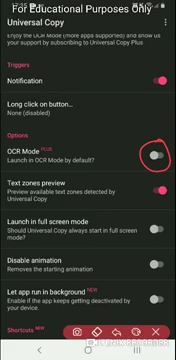 For Educational Purposes Only
Universal Copy
Enjoy the OCR Mode (more apps supported) and show us
your support by subscribing to Universal Copy Plus
Triggers
Notification
Long click on button...
None (disabled)
Options
OCR Mode PLUS
Launch in OCR Mode by default?
Text zones preview
Preview available text zones detected by
Universal Copy
Launch in full screen mode
Should Universal Copy always start in full screen
mode?
Disable animation
Removes the starting animation
Let app run in background NEW
Enable if the app keeps getting deactivated by
your device.
Shortcuts NEW